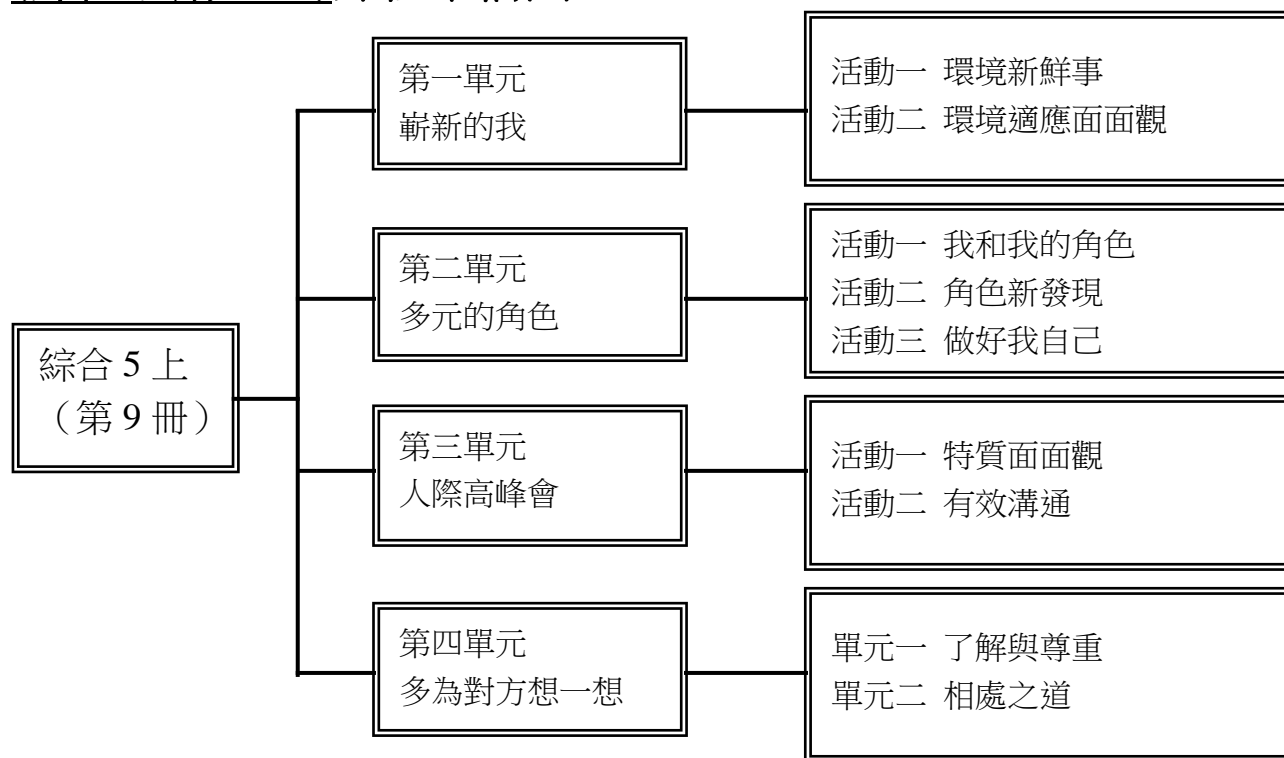 綜合 5 上
（第 9 冊）
第一單元
嶄新的我
活動一 環境新鮮事
活動二 環境適應面面觀
第二單元
多元的角色
活動一 我和我的角色
活動二 角色新發現
活動三 做好我自己
第三單元
人際高峰會
活動一 特質面面觀
活動二 有效溝通
第四單元
多為對方想一想
單元一 了解與尊重
單元二 相處之道